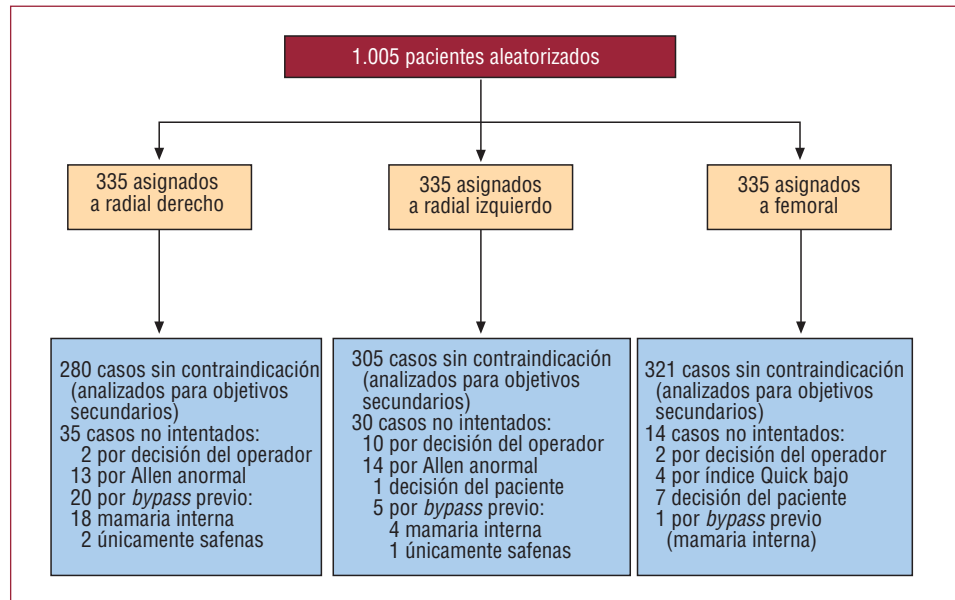 1.005 pacientes aleatorizados
335 asignados
a radial derecho
335 asignados
a radial izquierdo
335 asignados
a femoral
280 casos sin contraindicación
(analizados para objetivos
secundarios)
35 casos no intentados:
2 por decisión del operador
13 por Allen anormal
20 por bypass previo:
18 mamaria interna
2 únicamente safenas
305 casos sin contraindicación
(analizados para objetivos
secundarios)
30 casos no intentados:
10 por decisión del operador
14 por Allen anormal
1 decisión del paciente
5 por bypass previo:
4 mamaria interna
1 únicamente safenas
321 casos sin contraindicación
(analizados para objetivos
secundarios)
14 casos no intentados:
2 por decisión del operador
4 por índice Quick bajo
7 decisión del paciente
1 por bypass previo
(mamaria interna)